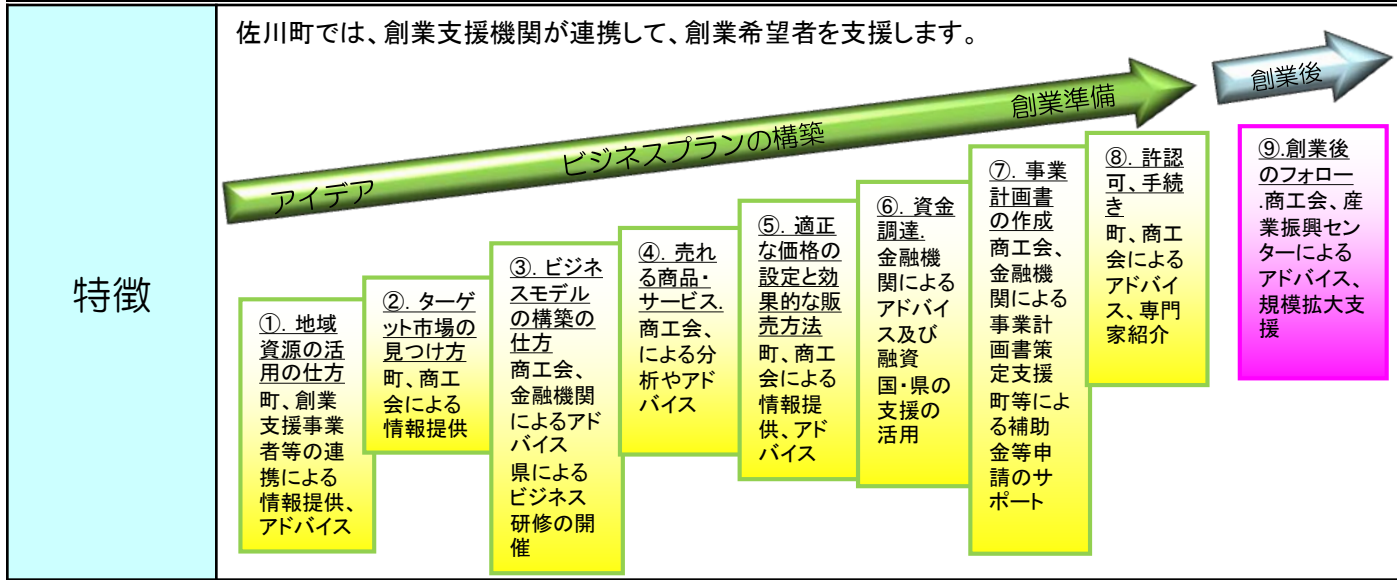 特徴
佐川町では、創業支援機関が連携して、創業希望者を支援します。
アイデア
ビジネスプランの構築
創業準備
創業後
①. 地域
資源の活
用の仕方
町、創業
支援事業
者等の連
携による
情報提供、
アドバイス
②. ターゲ
ット市場の
見つけ方
町、商工
会による
情報提供
③. ビジネ
スモデル
の構築の
仕方
商工会、
金融機関
によるアド
バイス
県による
ビジネス
研修の開
催
④. 売れ
る商品・
サービス.
商工会、
による分
析やアド
バイス
⑤. 適正
な価格の
設定と効
果的な販
売方法
町、商工
会による
情報提
供、アド
バイス
⑥. 資金
調達.
金融機
関による
アドバイ
ス及び
融資
国・県の
支援の
活用
⑦. 事業
計画書
の作成
商工会、
金融機
関による
事業計
画書策
定支援
町等によ
る補助
金等申
請のサ
ポート
⑧. 許認
可、手続
き
町、商工
会による
アドバイ
ス、専門
家紹介
⑨.創業後
のフォロー
.商工会、産
業振興セン
ターによる
アドバイス、
規模拡大支
援